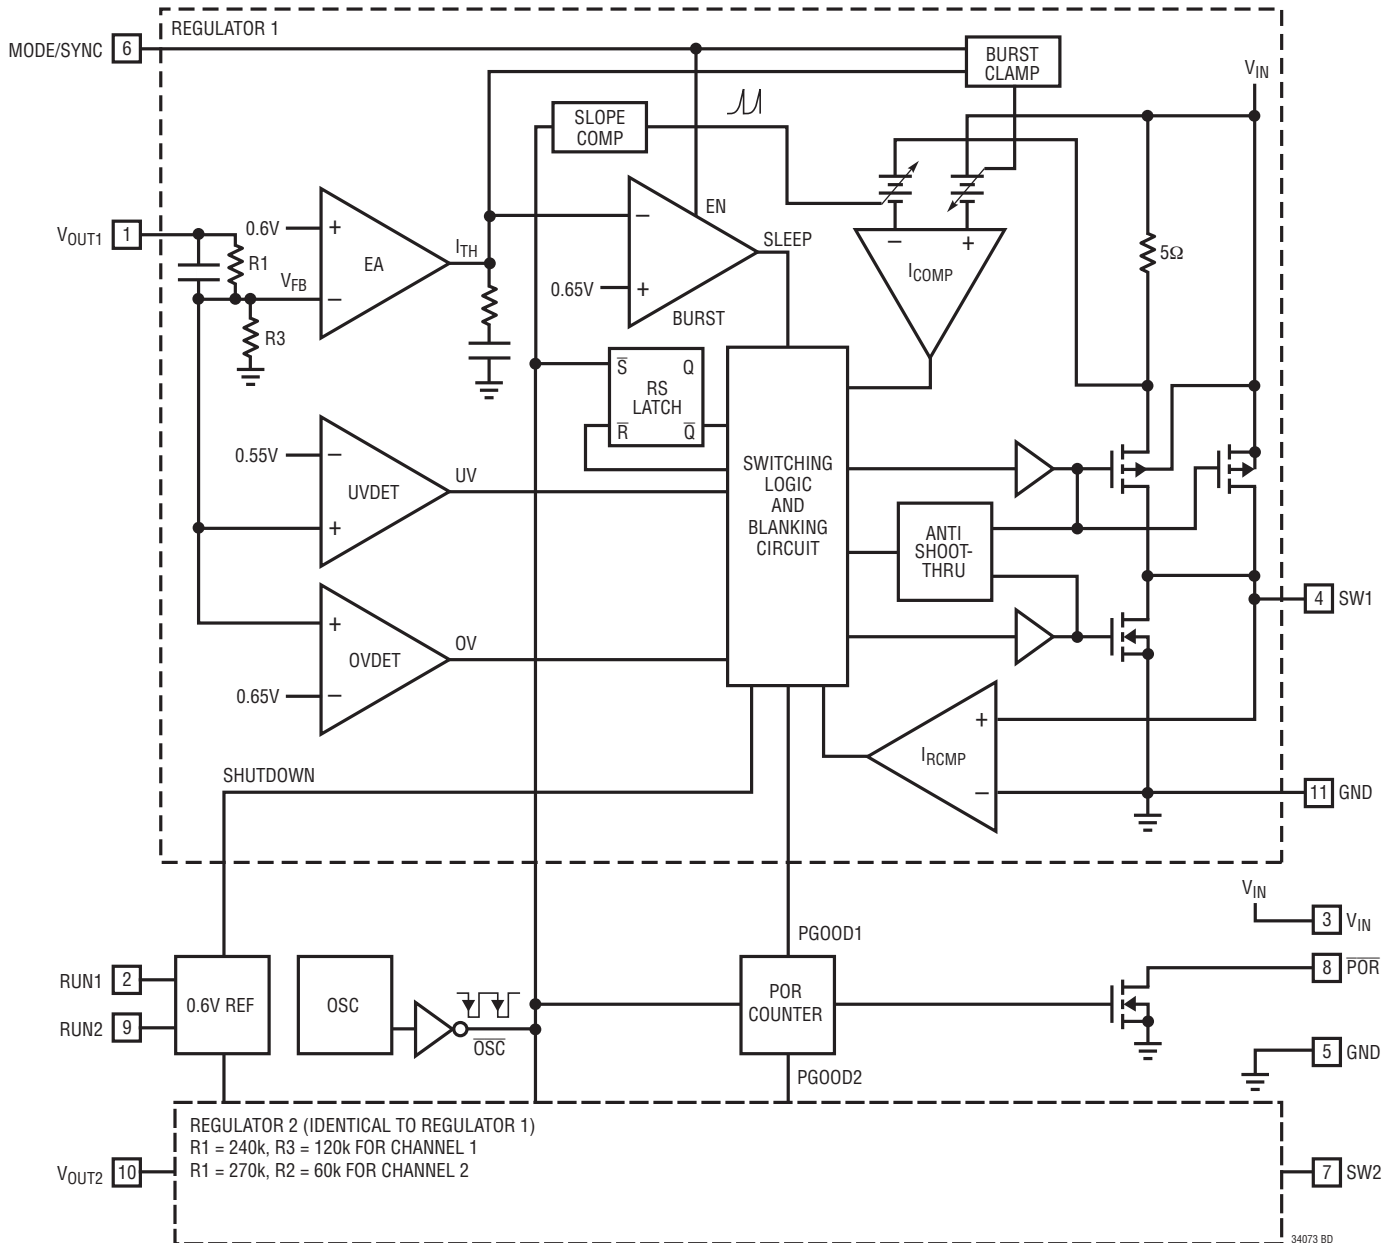 REGULATOR 1
MODE/SYNC 6
BURST
CLAMP
VIN
SLOPE
COMP
EN
0.6V
+
EA
−
ITH
VOUT1 1
R1
VFB
R3
−
SLEEP
0.65V
+
BURST
−
+
ICOMP
5Ω
S̅ Q
RS
LATCH
R̅ Q̅
0.55V
−
UVDET
+
UV
SWITCHING
LOGIC
AND
BLANKING
CIRCUIT
ANTI
SHOOT-
THRU
4 SW1
+
OVDET
0.65V
−
OV
+
IRCMP
−
SHUTDOWN
11 GND
VIN
3 VIN
PGOOD1
RUN1 2
RUN2 9
0.6V REF
OSC
O̅S̅C̅
POR
COUNTER
8 P̅O̅R̅
5 GND
PGOOD2
REGULATOR 2 (IDENTICAL TO REGULATOR 1)
R1 = 240k, R3 = 120k FOR CHANNEL 1
R1 = 270k, R2 = 60k FOR CHANNEL 2
VOUT2 10
7 SW2
34073 BD